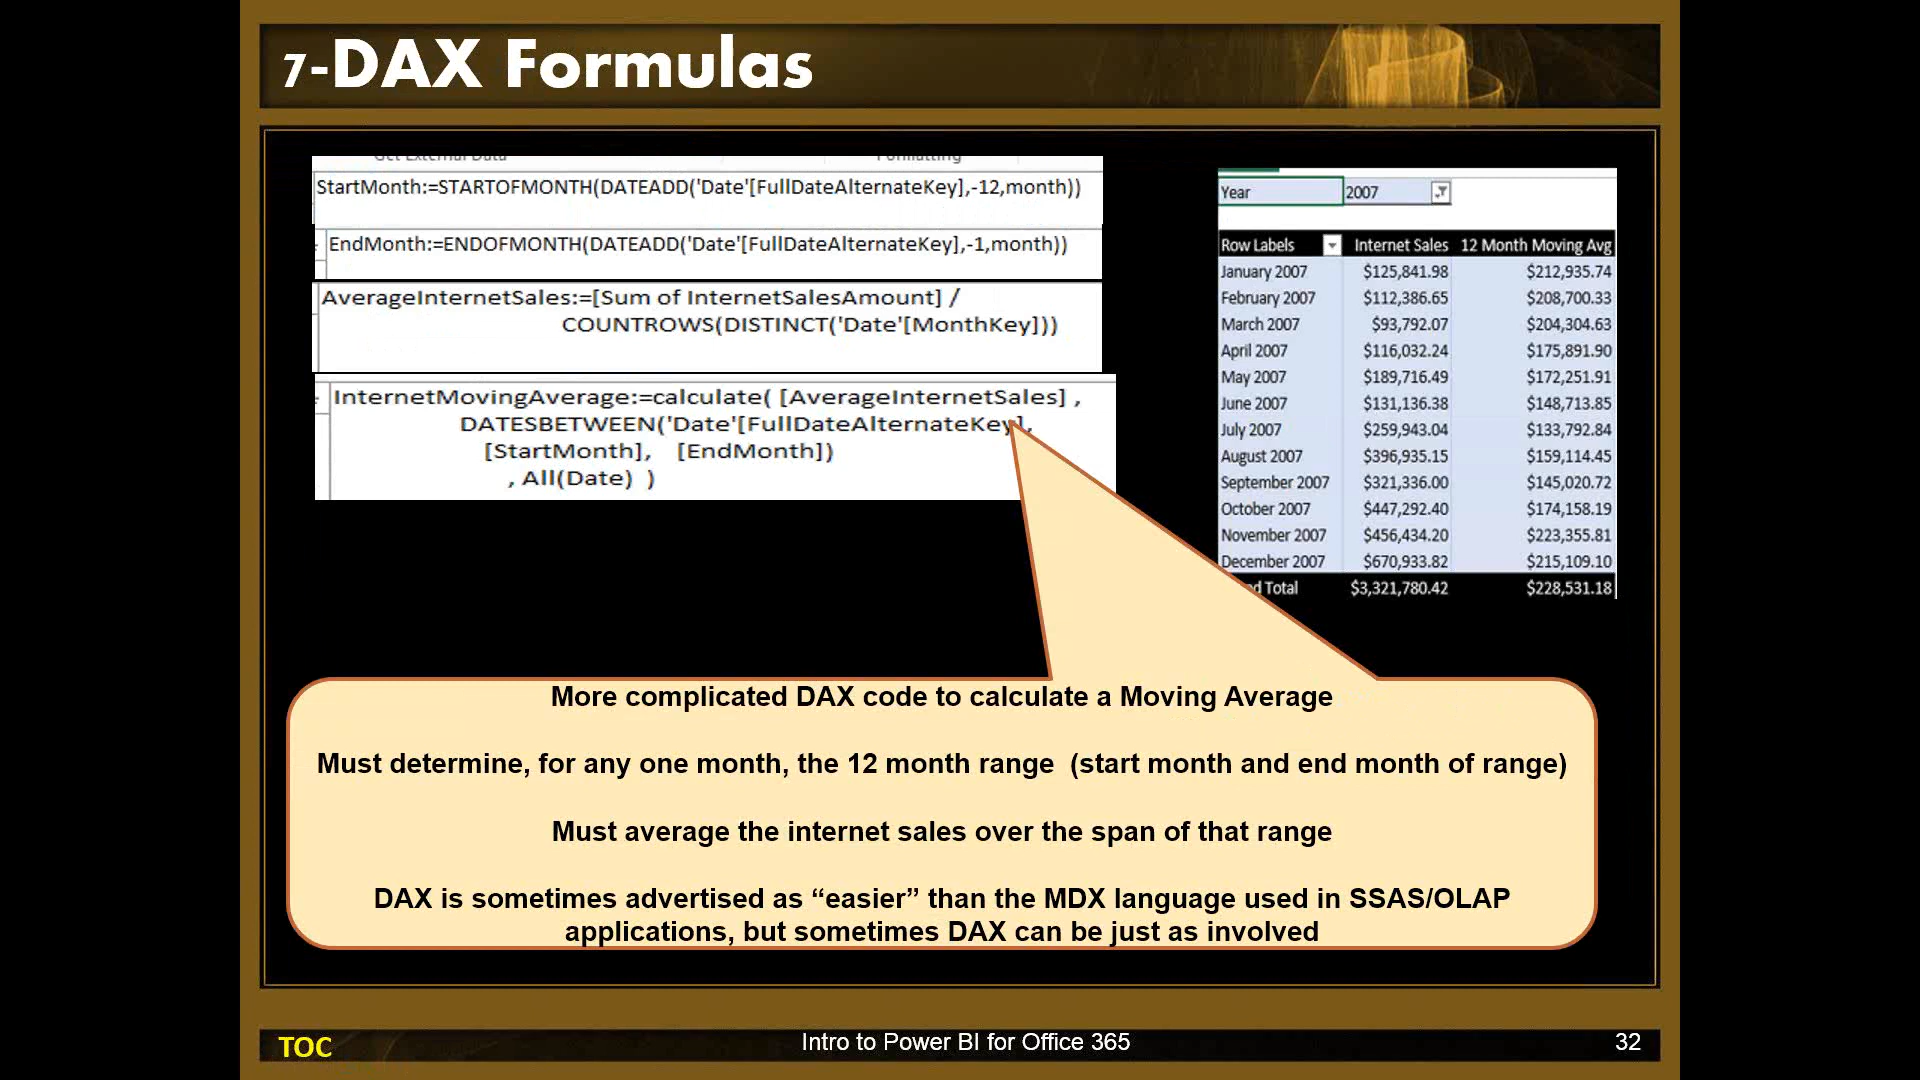 7-DAX Formulas
Get External Data Formatting
StartMonth:=STARTOFMONTH(DATEADD('Date'[FullDateAlternateKey],-12,month))
EndMonth:=ENDOFMONTH(DATEADD('Date'[FullDateAlternateKey],-1,month))
AverageInternetSales:=[Sum of InternetSalesAmount] /
COUNTROWS(DISTINCT('Date'[MonthKey]))
InternetMovingAverage:=calculate( [AverageInternetSales] ,
DATESBETWEEN('Date'[FullDateAlternateKey],
[StartMonth], [EndMonth])
, All(Date) )
Year 2007
Row Labels Internet Sales 12 Month Moving Avg
January 2007 $125,841.98 $212,935.74
February 2007 $112,386.65 $208,700.33
March 2007 $93,792.07 $204,304.63
April 2007 $116,032.24 $175,891.90
May 2007 $189,716.49 $172,251.91
June 2007 $131,136.38 $148,713.85
July 2007 $259,943.04 $133,792.84
August 2007 $396,935.15 $159,114.45
September 2007 $321,336.00 $145,020.72
October 2007 $447,292.40 $174,158.19
November 2007 $456,434.20 $223,355.81
December 2007 $670,933.82 $215,109.10
d Total $3,321,780.42 $228,531.18
More complicated DAX code to calculate a Moving Average
Must determine, for any one month, the 12 month range (start month and end month of range)
Must average the internet sales over the span of that range
DAX is sometimes advertised as “easier” than the MDX language used in SSAS/OLAP
applications, but sometimes DAX can be just as involved
TOC Intro to Power BI for Office 365 32